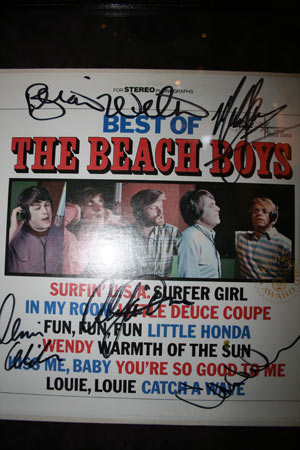 FOR STEREO PHONOGRAPHS
BEST OF
THE BEACH BOYS
SURFIN' U.S.A. SURFER GIRL
IN MY ROOM LITTLE DEUCE COUPE
FUN, FUN, FUN LITTLE HONDA
WENDY WARMTH OF THE SUN
KISS ME, BABY YOU'RE SO GOOD TO ME
LOUIE, LOUIE CATCH A WAVE